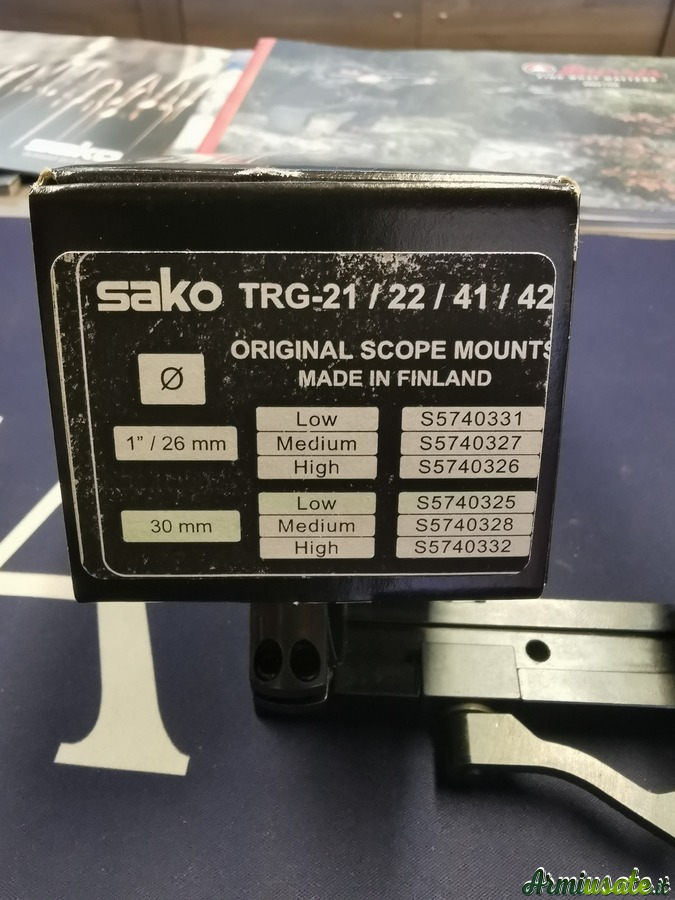 sako
sako TRG-21 / 22 / 41 / 42
ORIGINAL SCOPE MOUNTS
MADE IN FINLAND
Ø
1" / 26 mm
Low S5740331
Medium S5740327
High S5740326
30 mm
Low S5740325
Medium S5740328
High S5740332
Armiusate.it